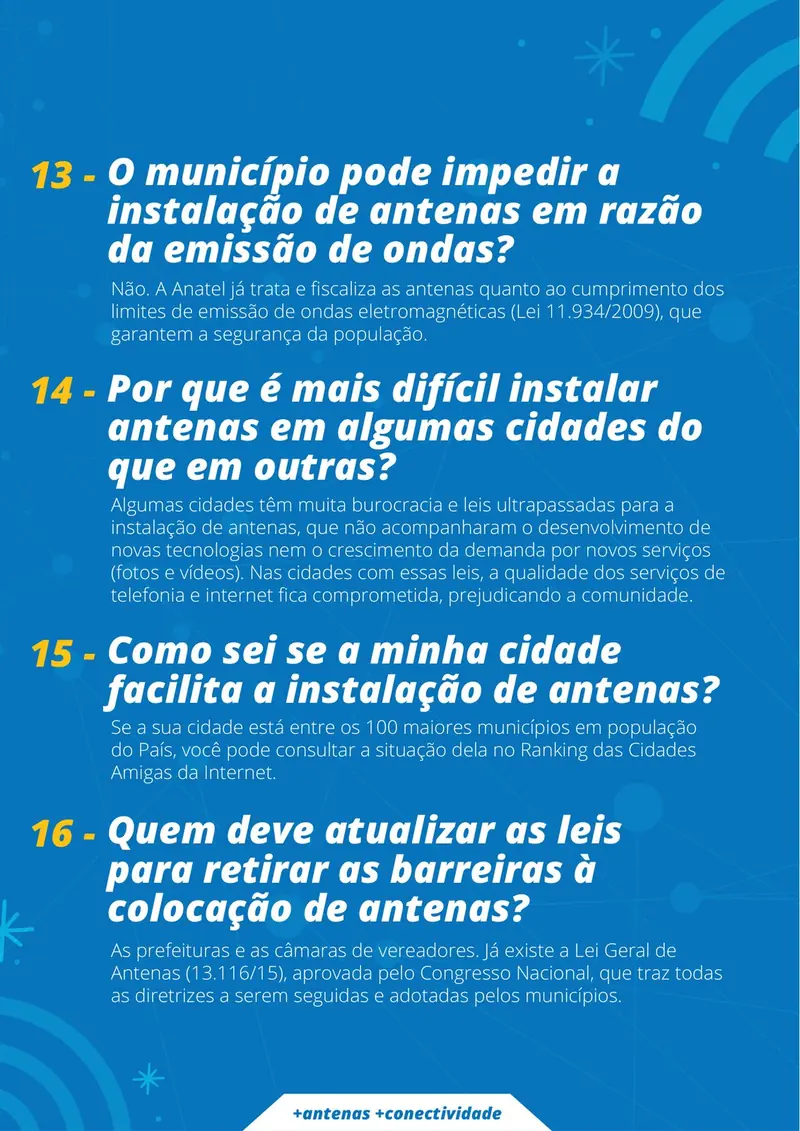 13 - O município pode impedir a
instalação de antenas em razão
da emissão de ondas?
Não. A Anatel já trata e fiscaliza as antenas quanto ao cumprimento dos
limites de emissão de ondas eletromagnéticas (Lei 11.934/2009), que
garantem a segurança da população.
14 - Por que é mais difícil instalar
antenas em algumas cidades do
que em outras?
Algumas cidades têm muita burocracia e leis ultrapassadas para a
instalação de antenas, que não acompanharam o desenvolvimento de
novas tecnologias nem o crescimento da demanda por novos serviços
(fotos e vídeos). Nas cidades com essas leis, a qualidade dos serviços de
telefonia e internet fica comprometida, prejudicando a comunidade.
15 - Como sei se a minha cidade
facilita a instalação de antenas?
Se a sua cidade está entre os 100 maiores municípios em população
do País, você pode consultar a situação dela no Ranking das Cidades
Amigas da Internet.
16 - Quem deve atualizar as leis
para retirar as barreiras à
colocação de antenas?
As prefeituras e as câmaras de vereadores. Já existe a Lei Geral de
Antenas (13.116/15), aprovada pelo Congresso Nacional, que traz todas
as diretrizes a serem seguidas e adotadas pelos municípios.
+antenas +conectividade